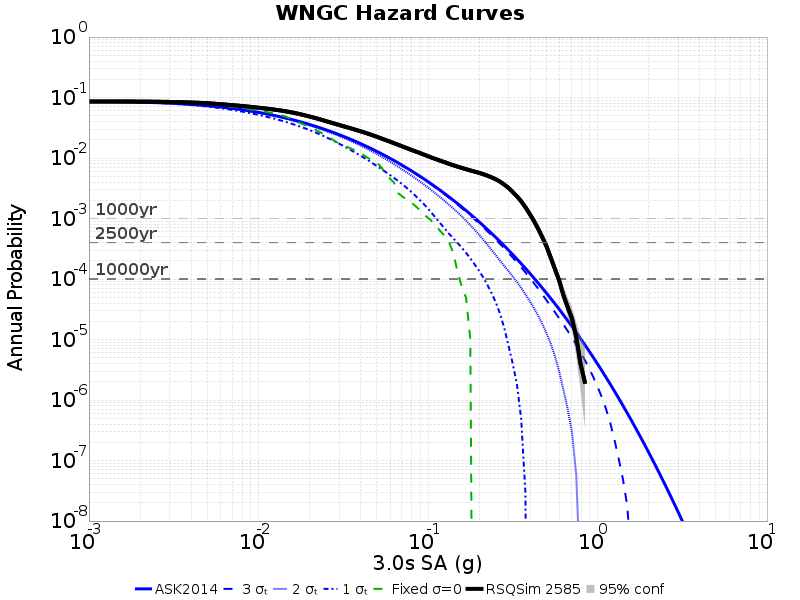 WNGC Hazard Curves
10^0
10^-1
10^-2
10^-3
10^-4
10^-5
10^-6
10^-7
10^-8
Annual Probability
1000yr
2500yr
10000yr
10^-3 10^-2 10^-1 10^0 10^1
3.0s SA (g)
ASK2014 3 σₜ 2 σₜ 1 σₜ Fixed σ=0 RSQSim 2585 95% conf